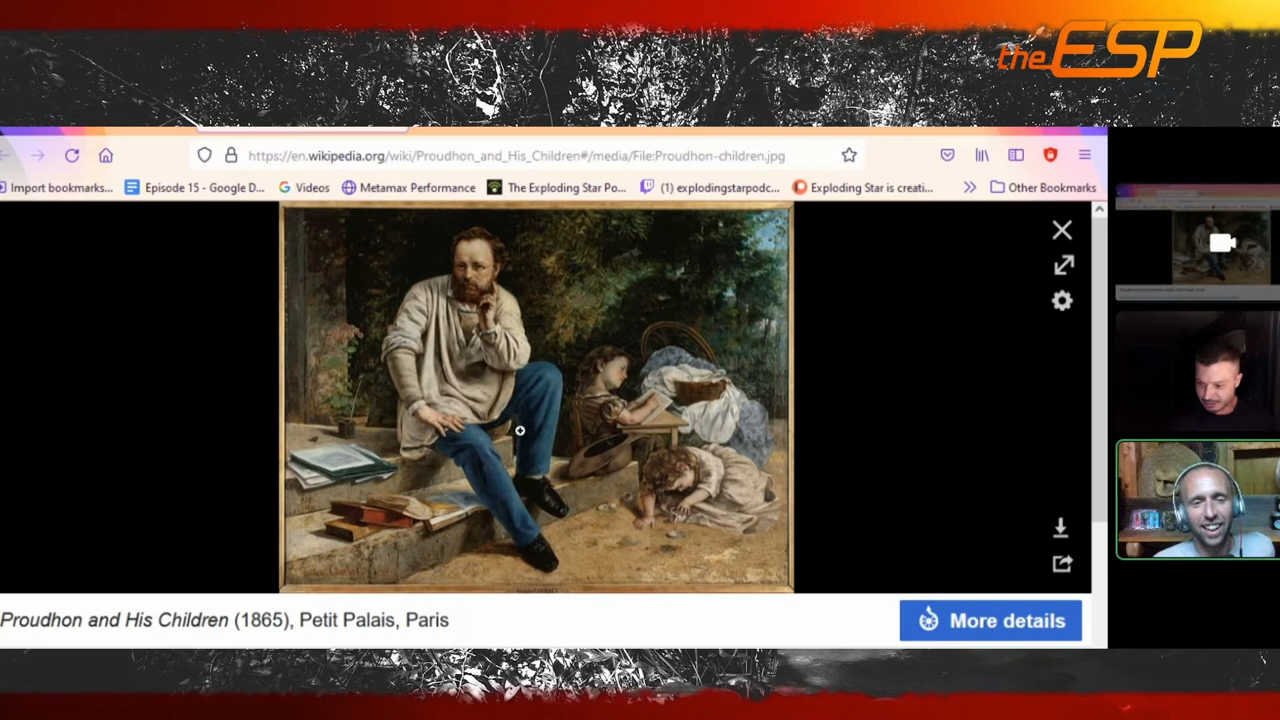 the ESP
https://en.wikipedia.org/wiki/Proudhon_and_His_Children#/media/File:Proudhon-children.jpg
Import bookmarks... Episode 15 - Google D... Videos Metamax Performance The Exploding Star Po... (1) explodingstarpodc... Exploding Star is creati... Other Bookmarks
Proudhon and His Children (1865), Petit Palais, Paris
More details